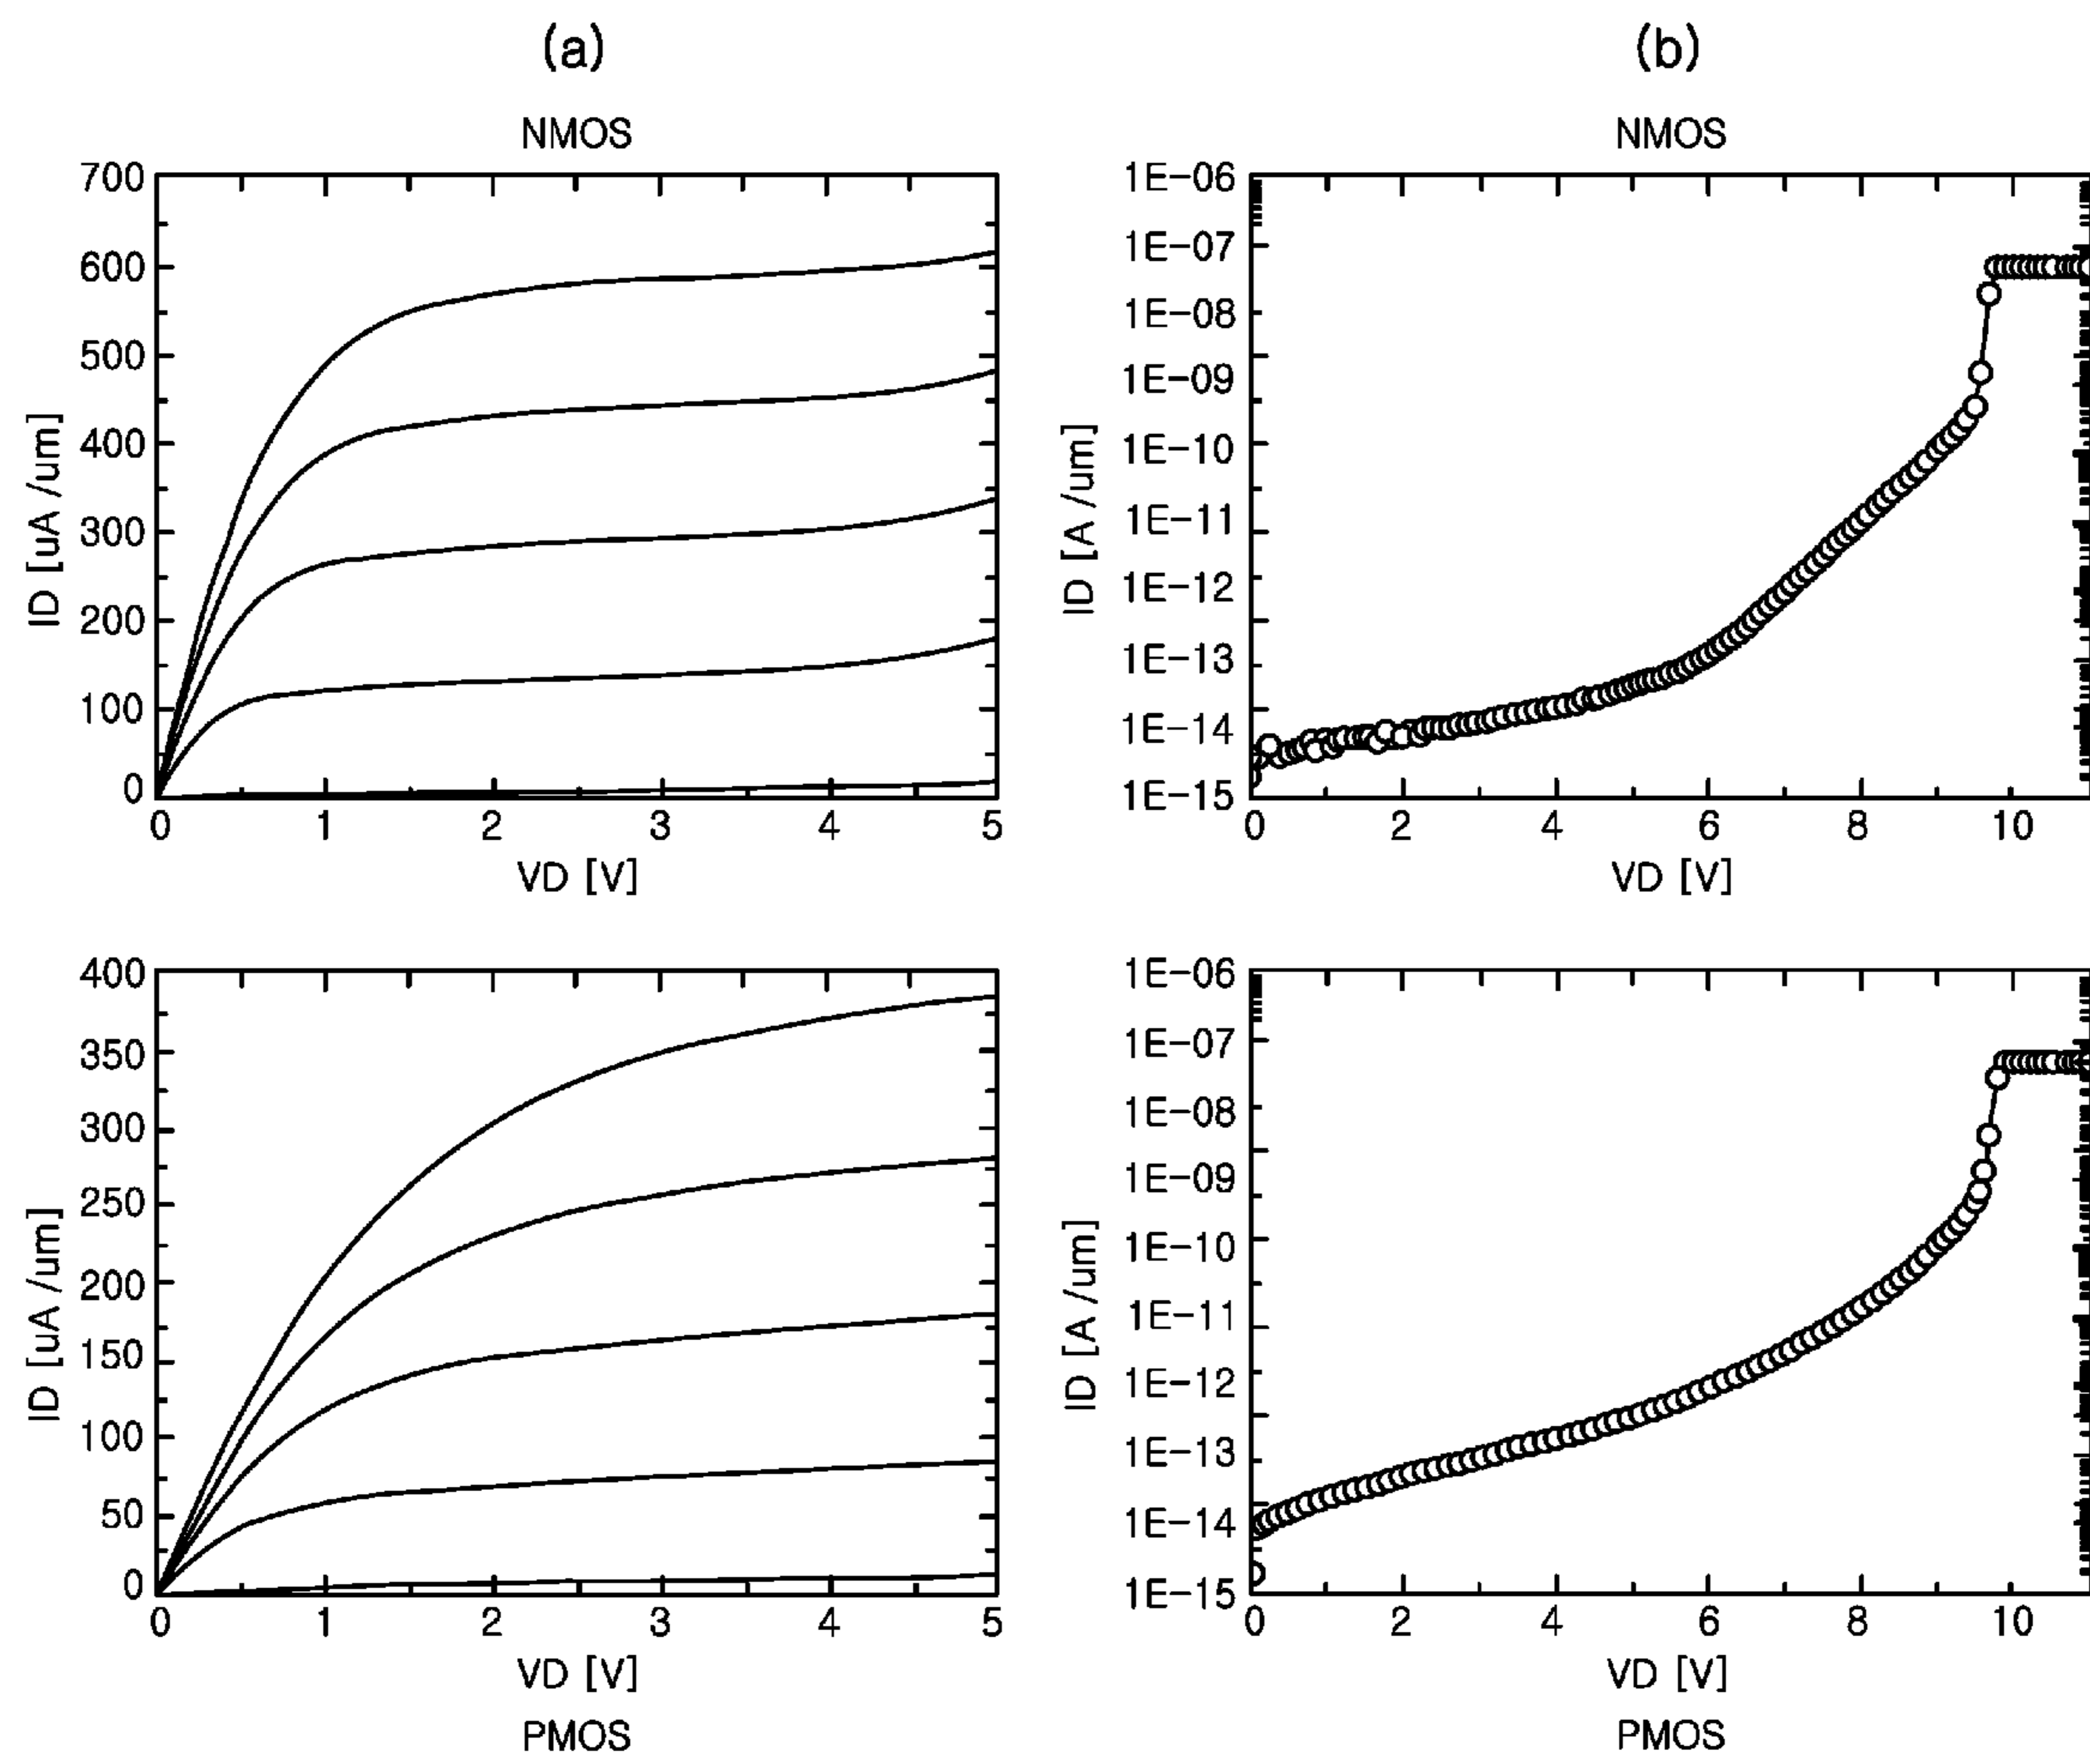 (a)
NMOS
700
600
500
400
300
200
100
0
ID [uA /um]
0 1 2 3 4 5
VD [V]
(b)
NMOS
1E-06
1E-07
1E-08
1E-09
1E-10
1E-11
1E-12
1E-13
1E-14
1E-15
ID [A /um]
0 2 4 6 8 10
VD [V]
400
350
300
250
200
150
100
50
0
ID [uA /um]
0 1 2 3 4 5
VD [V]
PMOS
1E-06
1E-07
1E-08
1E-09
1E-10
1E-11
1E-12
1E-13
1E-14
1E-15
ID [A /um]
0 2 4 6 8 10
VD [V]
PMOS